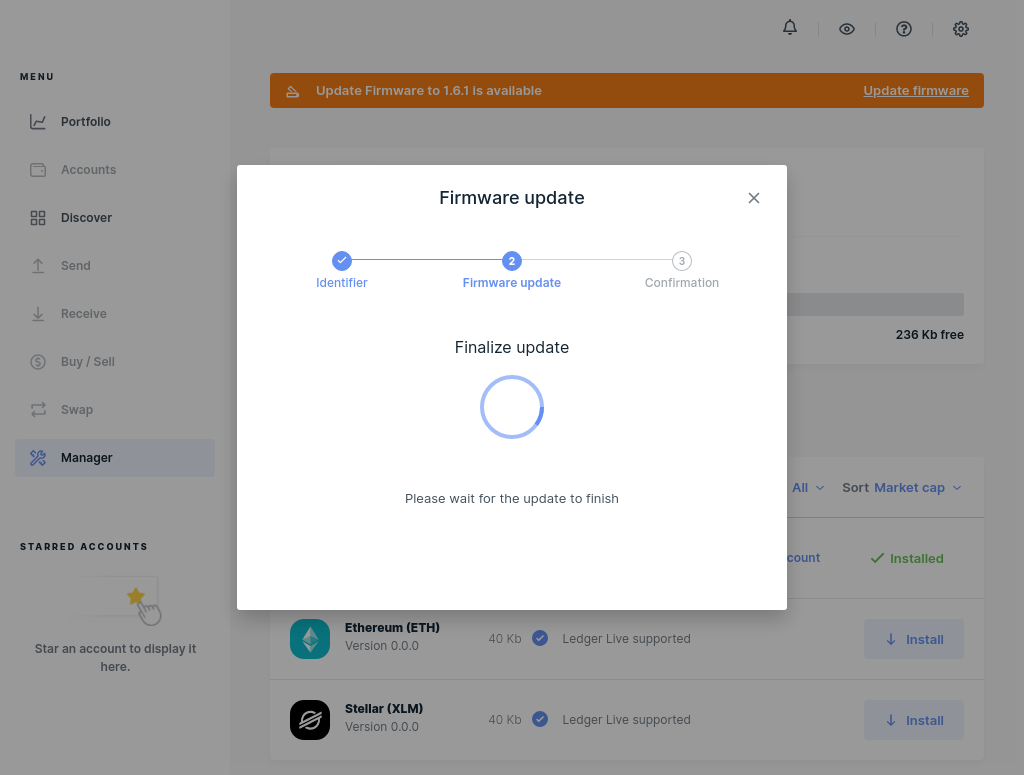 MENU
Portfolio
Accounts
Discover
Send
Receive
Buy / Sell
Swap
Manager
STARRED ACCOUNTS
Star an account to display it
here.
Update Firmware to 1.6.1 is available
Update firmware
Firmware update
2
3
Identifier
Firmware update
Confirmation
Finalize update
Please wait for the update to finish
236 Kb free
All
Sort Market cap
count
Installed
Ethereum (ETH)
Version 0.0.0
40 Kb
Ledger Live supported
Install
Stellar (XLM)
Version 0.0.0
40 Kb
Ledger Live supported
Install